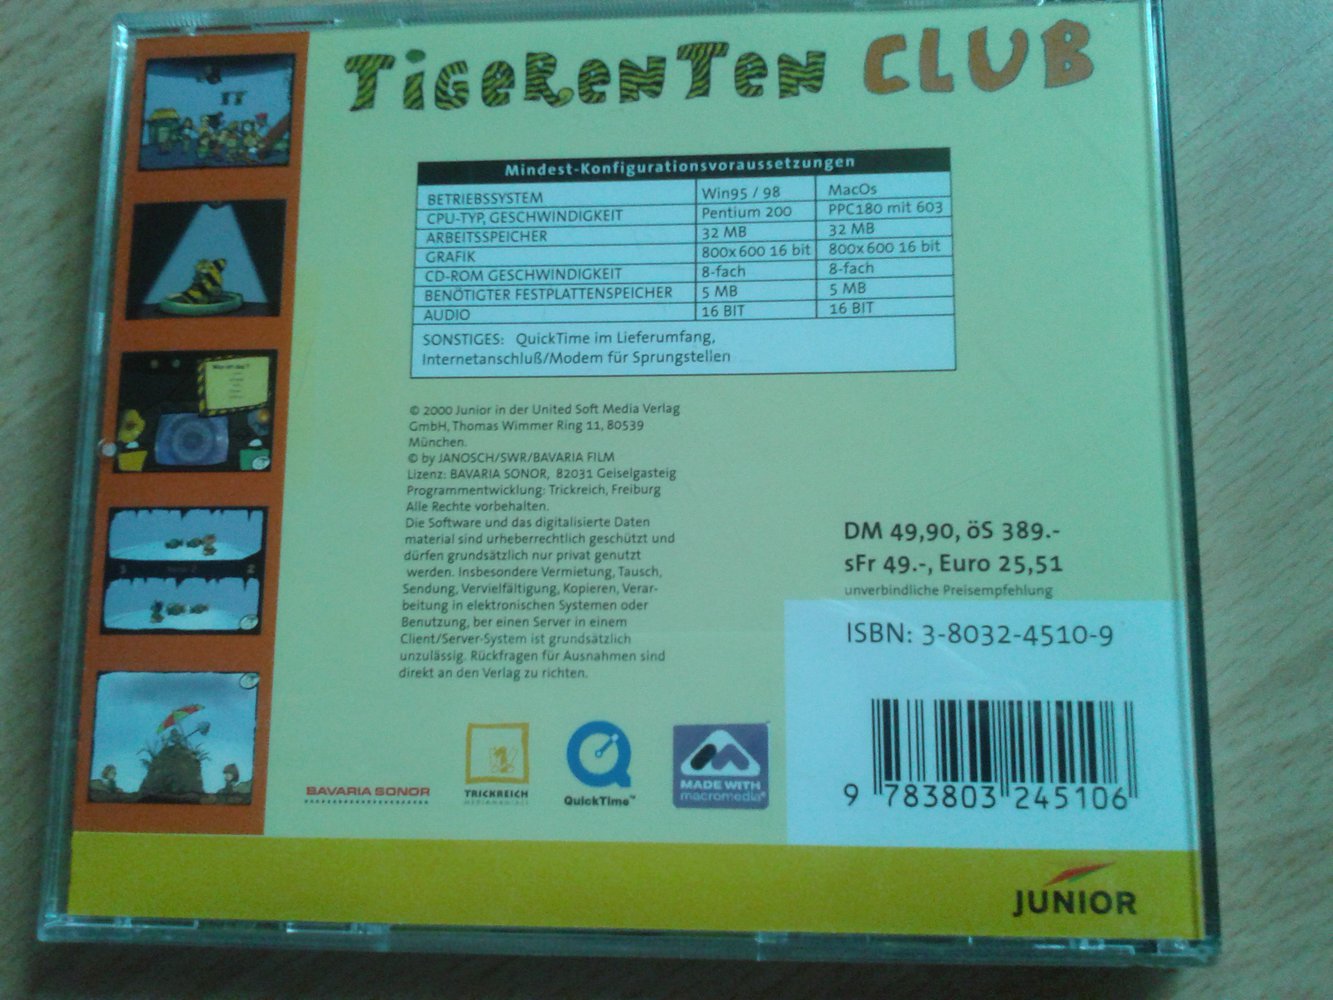 TiGERenTen CLUB
Mindest-Konfigurationsvoraussetzungen
BETRIEBSSYSTEM Win95 / 98 MacOs
CPU-TYP, GESCHWINDIGKEIT Pentium 200 PPC180 mit 603
ARBEITSSPEICHER 32 MB 32 MB
GRAFIK 800x600 16 bit 800x600 16 bit
CD-ROM GESCHWINDIGKEIT 8-fach 8-fach
BENÖTIGTER FESTPLATTENSPEICHER 5 MB 5 MB
AUDIO 16 BIT 16 BIT
SONSTIGES: QuickTime im Lieferumfang,
Internetanschluß/Modem für Sprungstellen
© 2000 Junior in der United Soft Media Verlag
GmbH, Thomas Wimmer Ring 11, 80539
München.
© by JANOSCH/SWR/BAVARIA FILM
Lizenz: BAVARIA SONOR, 82031 Geiselgasteig
Programmentwicklung: Trickreich, Freiburg
Alle Rechte vorbehalten.
Die Software und das digitalisierte Daten
material sind urheberrechtlich geschützt und
dürfen grundsätzlich nur privat genutzt
werden. Insbesondere Vermietung, Tausch,
Sendung, Vervielfältigung, Kopieren, Verar-
beitung in elektronischen Systemen oder
Benutzung, ber einen Server in einem
Client/Server-System ist grundsätzlich
unzulässig. Rückfragen für Ausnahmen sind
direkt an den Verlag zu richten.
DM 49,90, öS 389.-
sFr 49.-, Euro 25,51
unverbindliche Preisempfehlung
ISBN: 3-8032-4510-9
9 783803 245106
BAVARIA SONOR
TRICKREICH
QuickTime™
MADE WITH
macromedia®
JUNIOR